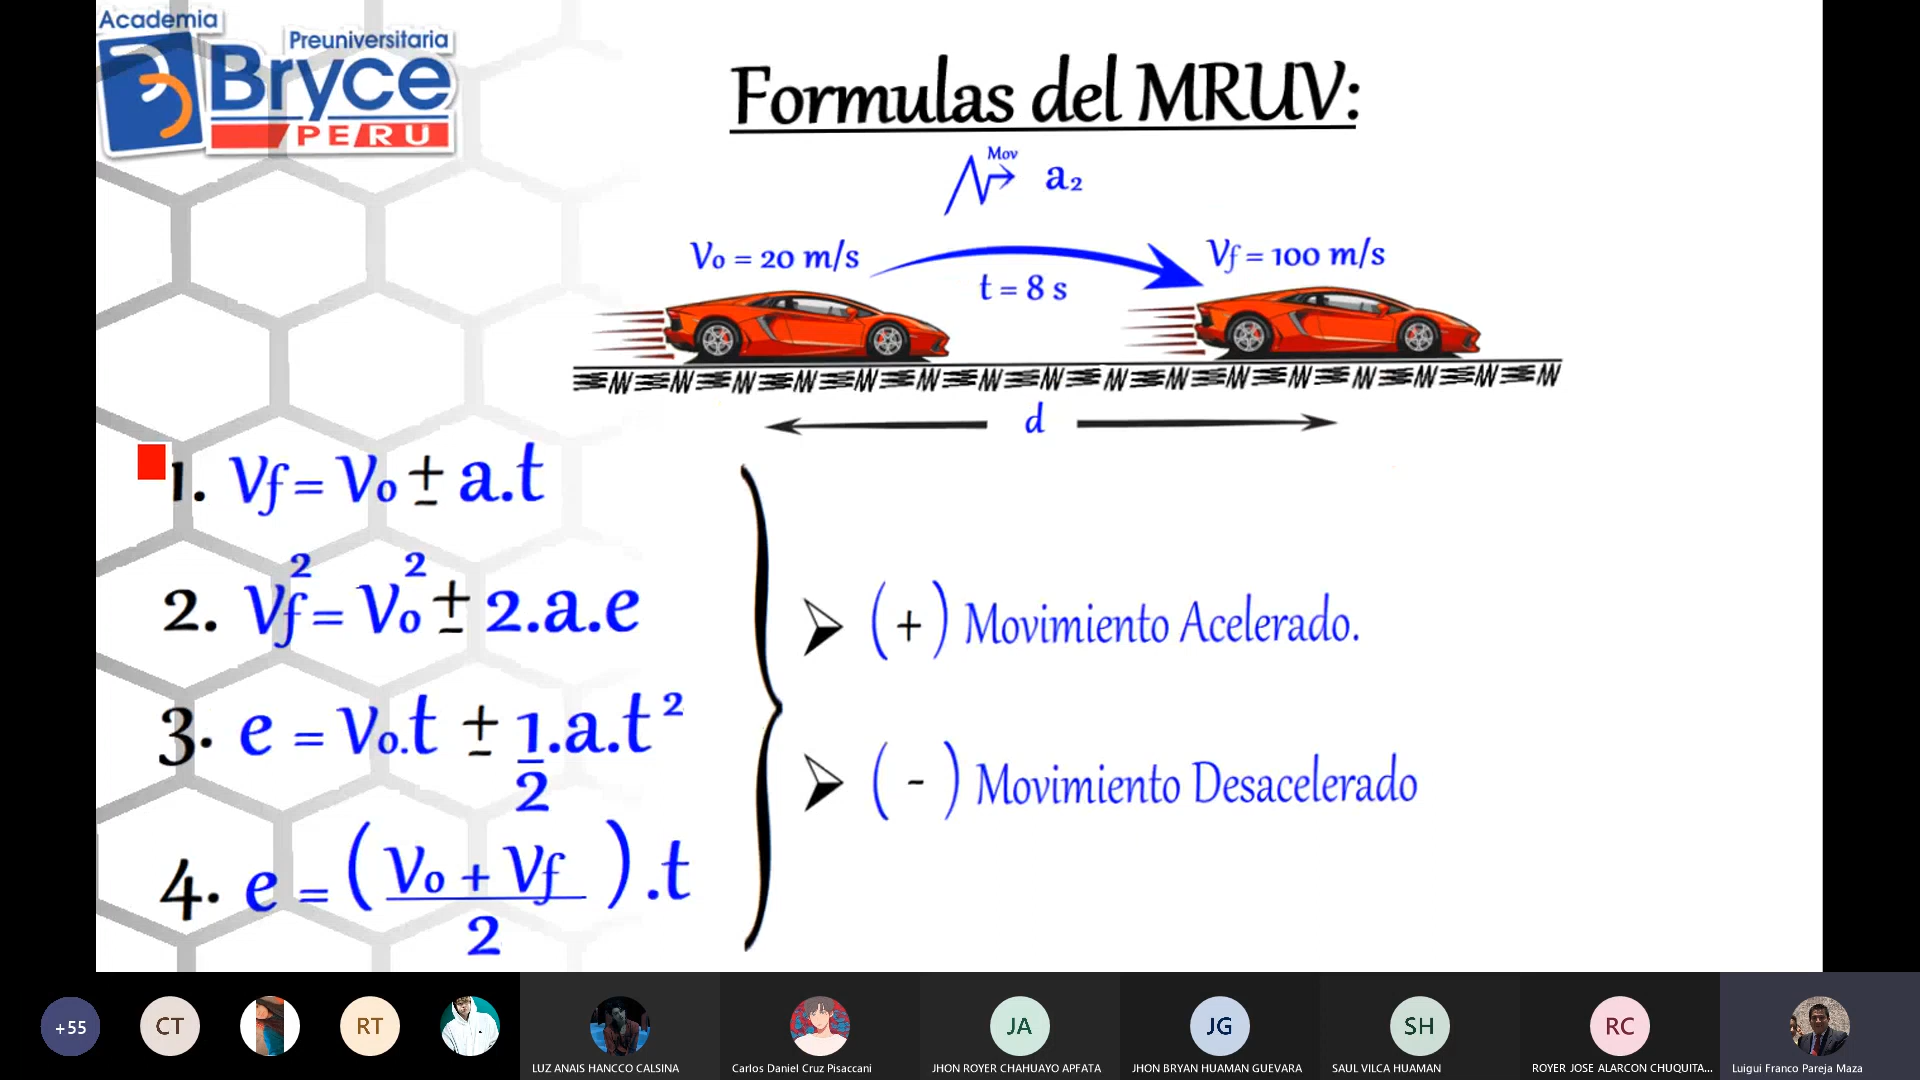 Academia
Preuniversitaria
Bryce
PERU
Formulas del MRUV:
Mov
a₂
Vo = 20 m/s
t = 8 s
Vf = 100 m/s
d
1. Vf = Vo ± a.t
2. Vf² = Vo² ± 2.a.e
3. e = Vo.t ± 1/2.a.t²
4. e = (Vo + Vf / 2).t
(+) Movimiento Acelerado.
(-) Movimiento Desacelerado
+55
CT
RT
JA
JG
SH
RC
LUZ ANAIS HANCCO CALSINA
Carlos Daniel Cruz Pisaccani
JHON ROYER CHAHUAYO APFATA
JHON BRYAN HUAMAN GUEVARA
SAUL VILCA HUAMAN
ROYER JOSE ALARCON CHUQUITA...
Luigui Franco Pareja Maza